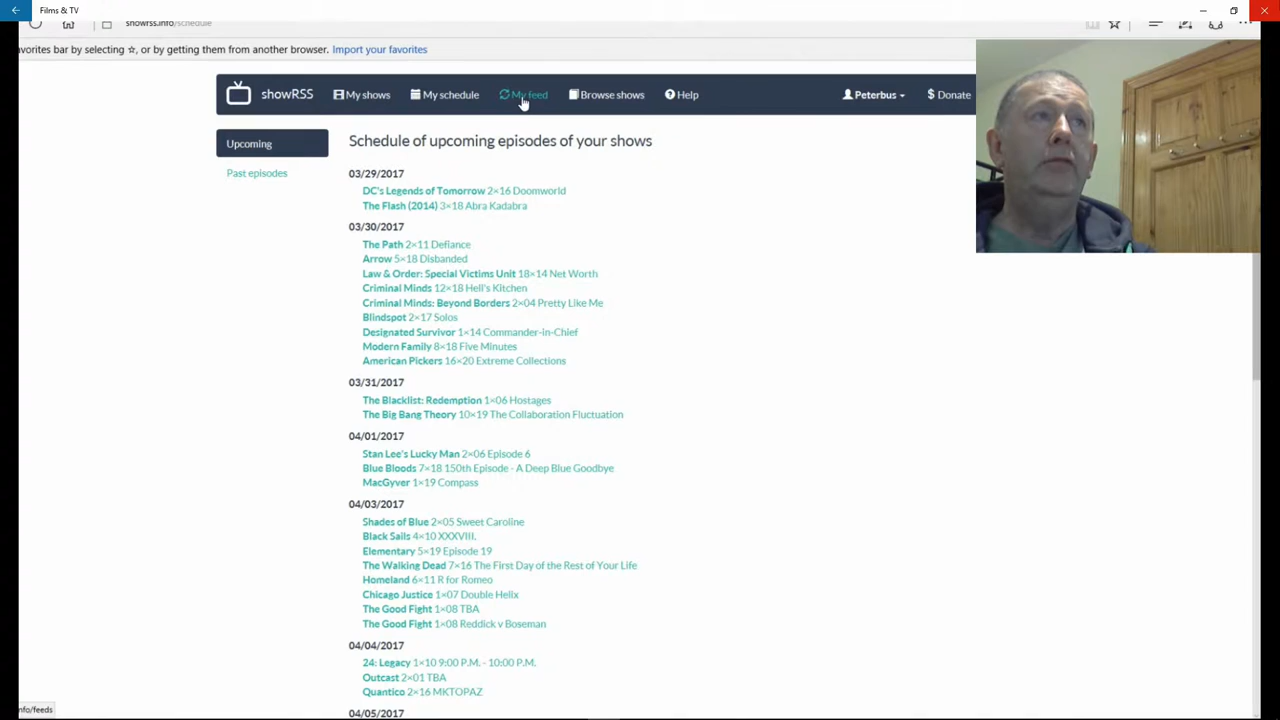 Films & TV
showrss.info/schedule
avorites bar by selecting ☆, or by getting them from another browser. Import your favorites
showRSS My shows My schedule My feed Browse shows Help Peterbus Donate
Upcoming
Past episodes
Schedule of upcoming episodes of your shows
03/29/2017
DC's Legends of Tomorrow 2×16 Doomworld
The Flash (2014) 3×18 Abra Kadabra
03/30/2017
The Path 2×11 Defiance
Arrow 5×18 Disbanded
Law & Order: Special Victims Unit 18×14 Net Worth
Criminal Minds 12×18 Hell's Kitchen
Criminal Minds: Beyond Borders 2×04 Pretty Like Me
Blindspot 2×17 Solos
Designated Survivor 1×14 Commander-in-Chief
Modern Family 8×18 Five Minutes
American Pickers 16×20 Extreme Collections
03/31/2017
The Blacklist: Redemption 1×06 Hostages
The Big Bang Theory 10×19 The Collaboration Fluctuation
04/01/2017
Stan Lee's Lucky Man 2×06 Episode 6
Blue Bloods 7×18 150th Episode - A Deep Blue Goodbye
MacGyver 1×19 Compass
04/03/2017
Shades of Blue 2×05 Sweet Caroline
Black Sails 4×10 XXXVIII.
Elementary 5×19 Episode 19
The Walking Dead 7×16 The First Day of the Rest of Your Life
Homeland 6×11 R for Romeo
Chicago Justice 1×07 Double Helix
The Good Fight 1×08 TBA
The Good Fight 1×08 Reddick v Boseman
04/04/2017
24: Legacy 1×10 9:00 P.M. - 10:00 P.M.
Outcast 2×01 TBA
Quantico 2×16 MKTOPAZ
04/05/2017
nfo/feeds